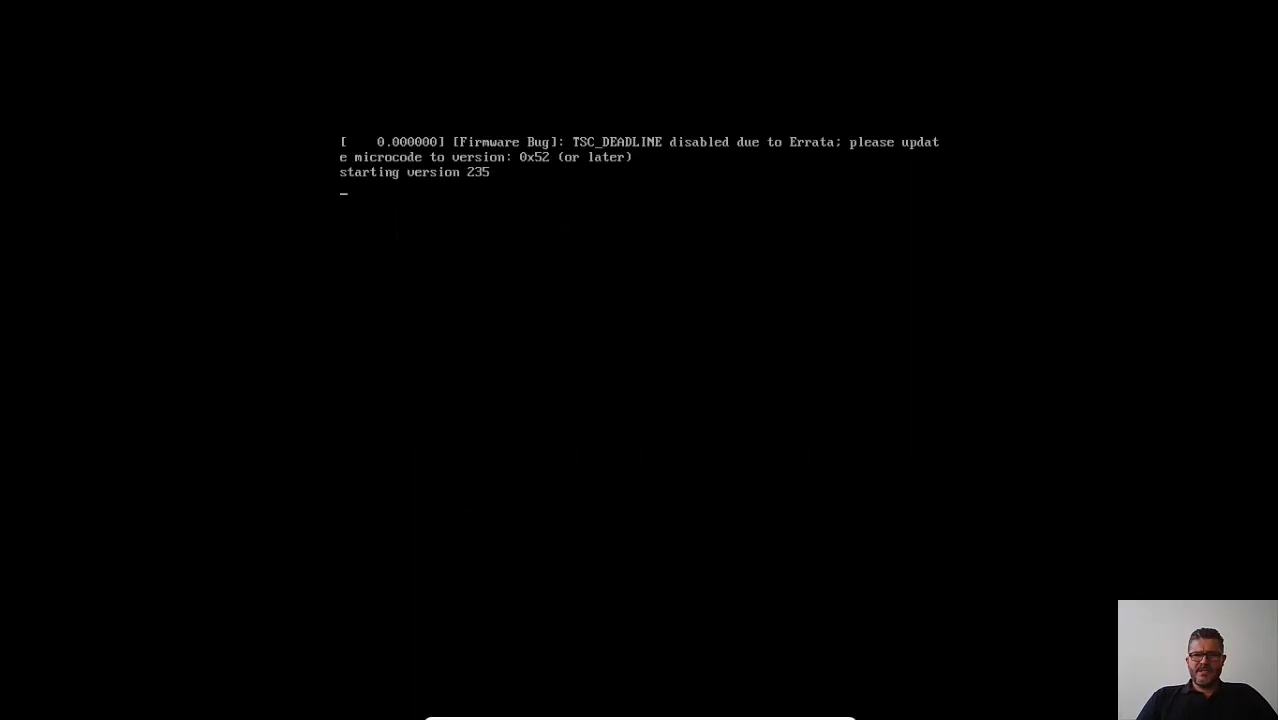 [    0.000000] [Firmware Bug]: TSC_DEADLINE disabled due to Errata; please updat
e microcode to version: 0x52 (or later)
starting version 235
_